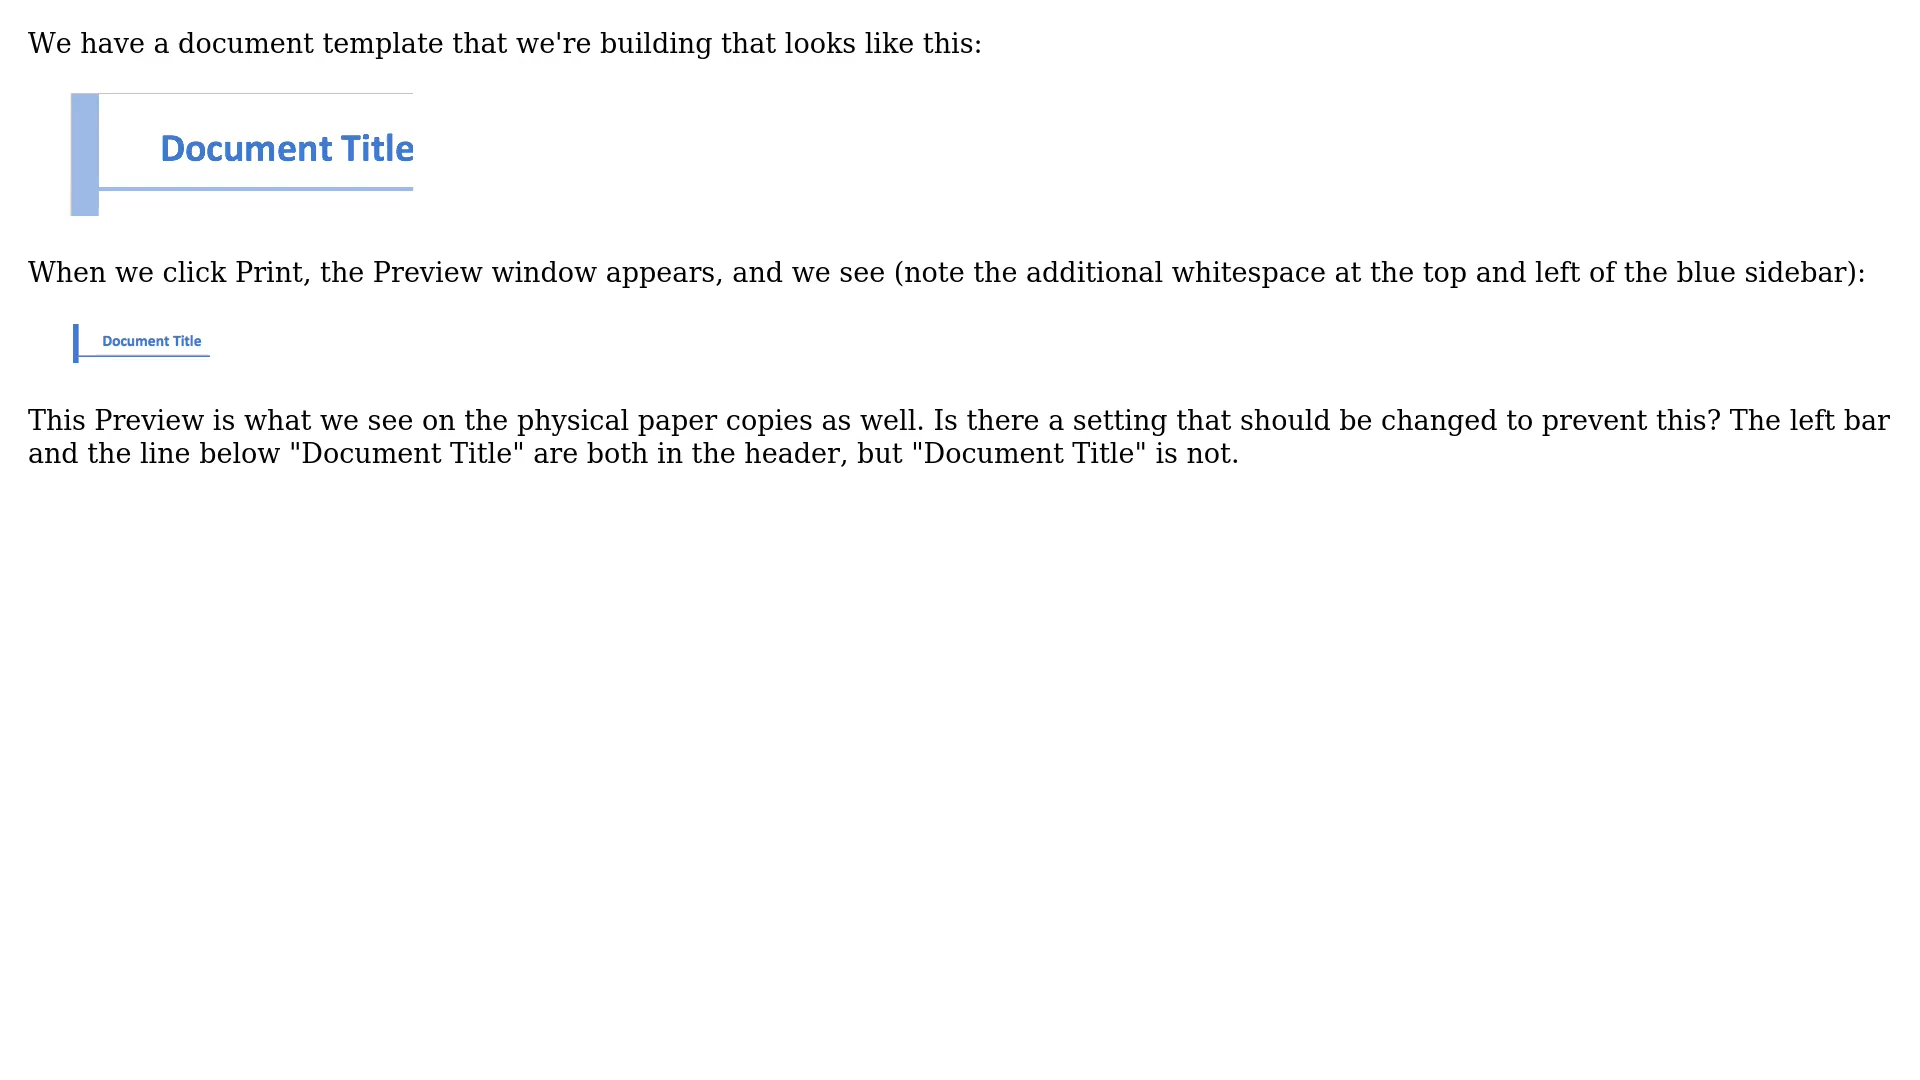 We have a document template that we're building that looks like this:
Document Title
When we click Print, the Preview window appears, and we see (note the additional whitespace at the top and left of the blue sidebar):
Document Title
This Preview is what we see on the physical paper copies as well. Is there a setting that should be changed to prevent this? The left bar
and the line below "Document Title" are both in the header, but "Document Title" is not.